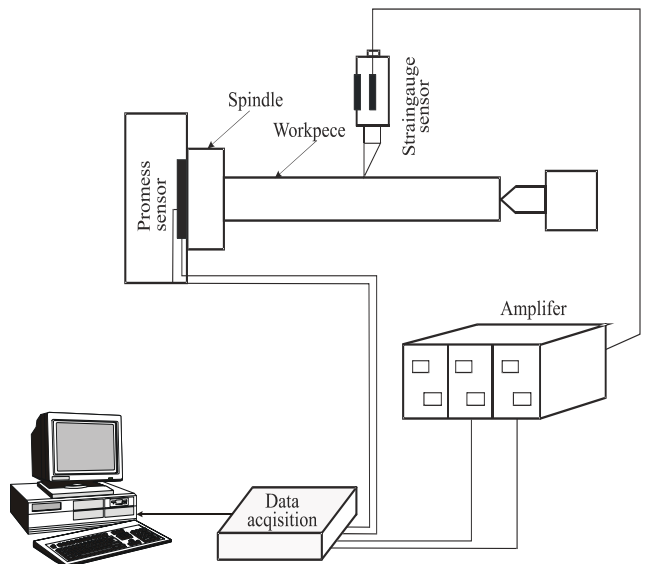 Spindle
Workpece
Straingauge
sensor
Promess
sensor
Amplifer
Data
acqisition